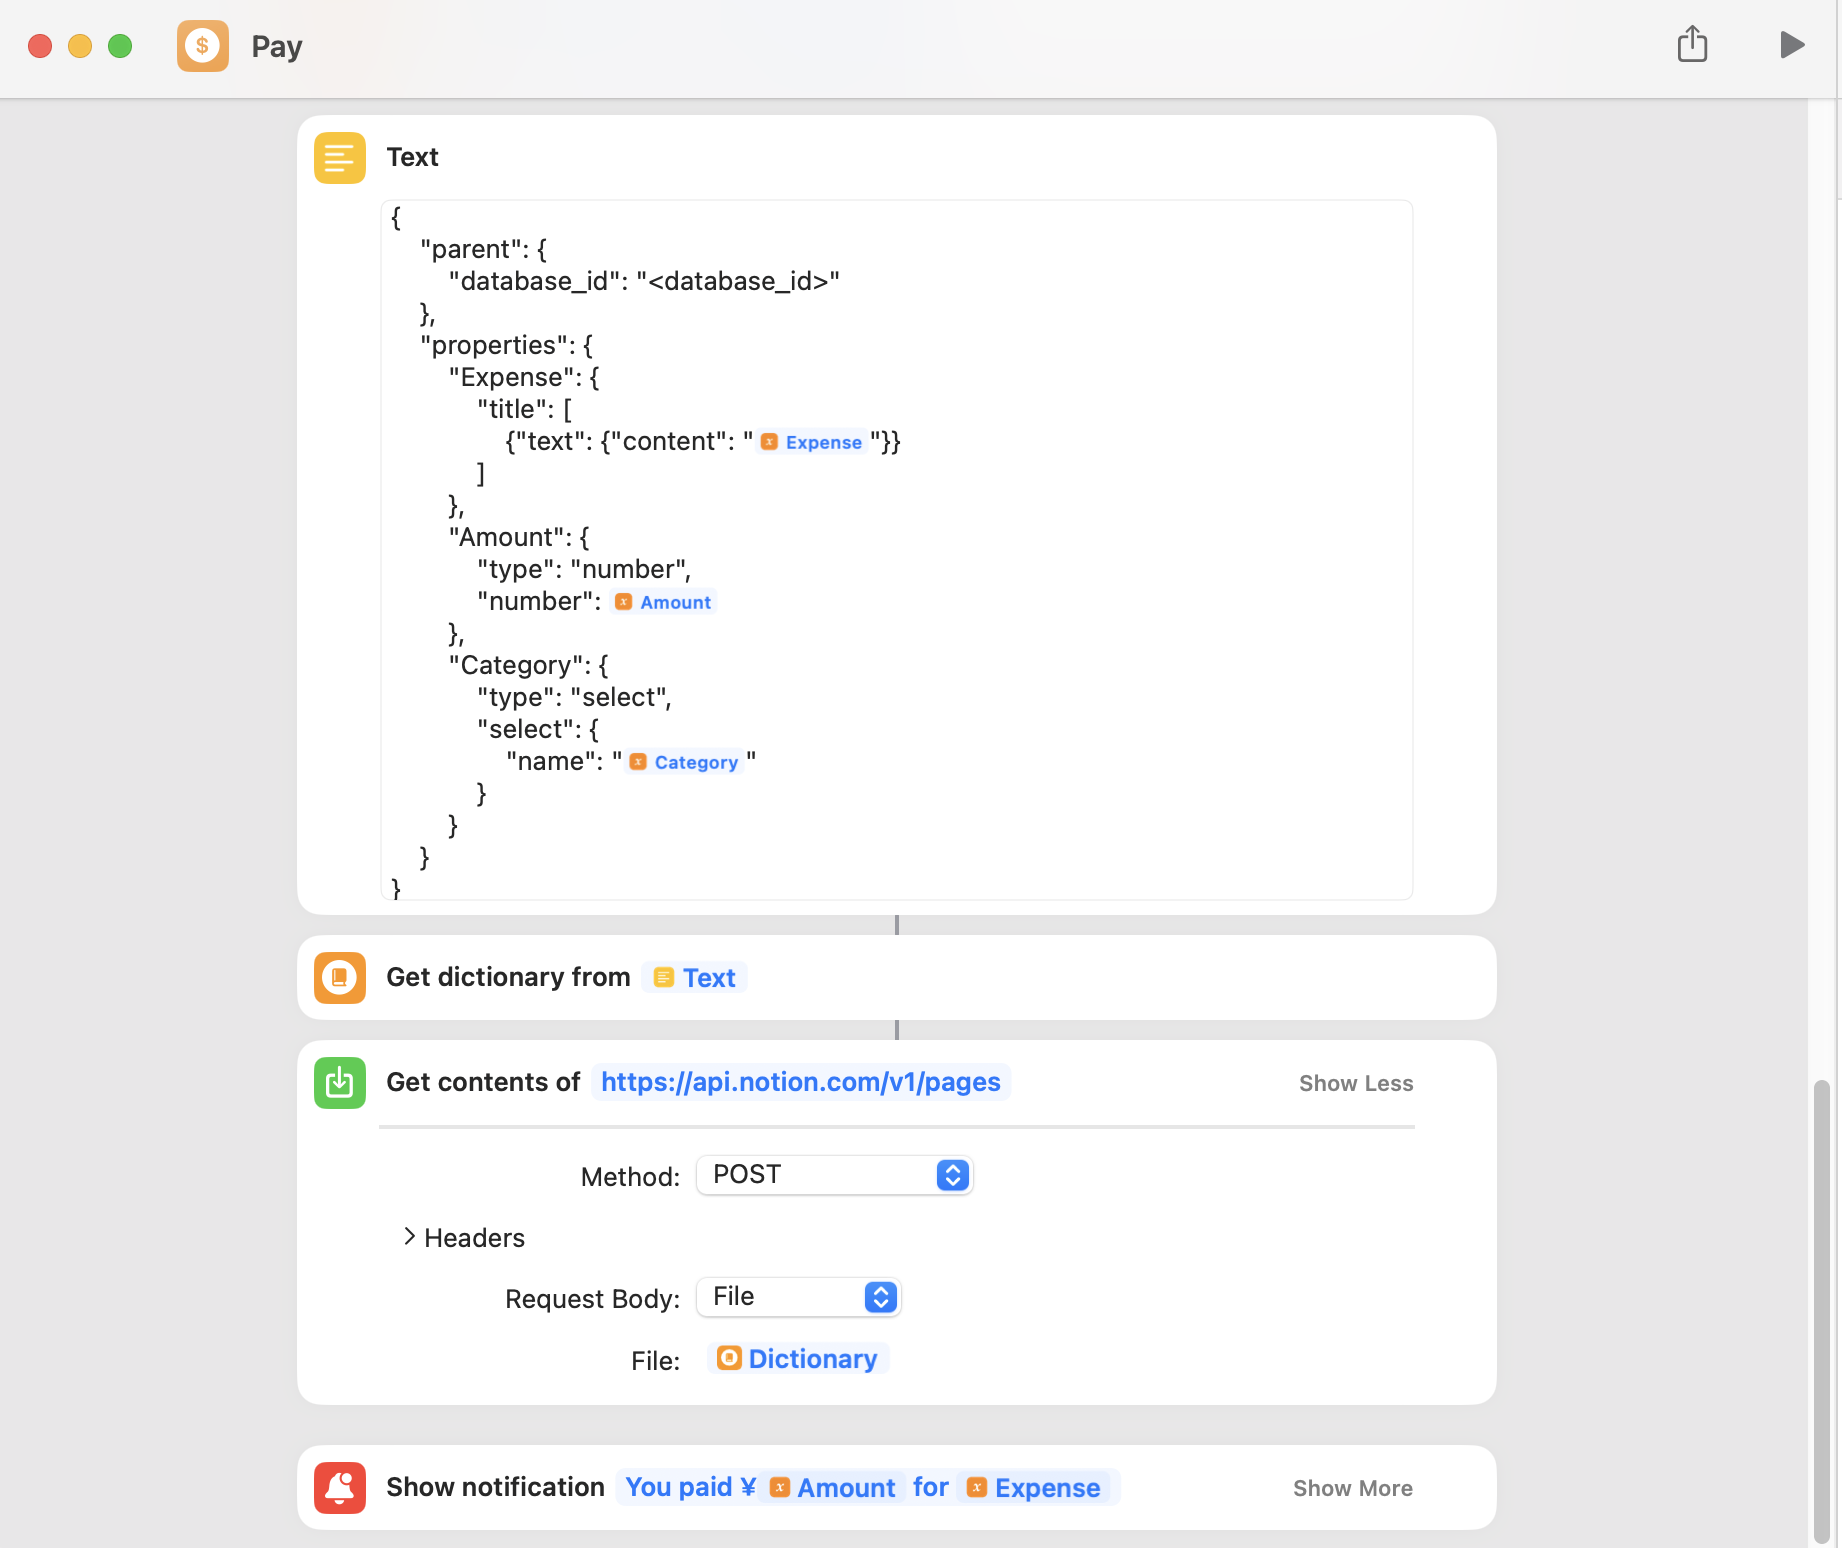 Pay
Text
{
"parent": {
"database_id": "<database_id>"
},
"properties": {
"Expense": {
"title": [
{"text": {"content": "Expense"}}
]
},
"Amount": {
"type": "number",
"number": Amount
},
"Category": {
"type": "select",
"select": {
"name": "Category"
}
}
}
}
Get dictionary from Text
Get contents of https://api.notion.com/v1/pages Show Less
Method: POST
Headers
Request Body: File
File: Dictionary
Show notification You paid ¥ Amount for Expense Show More